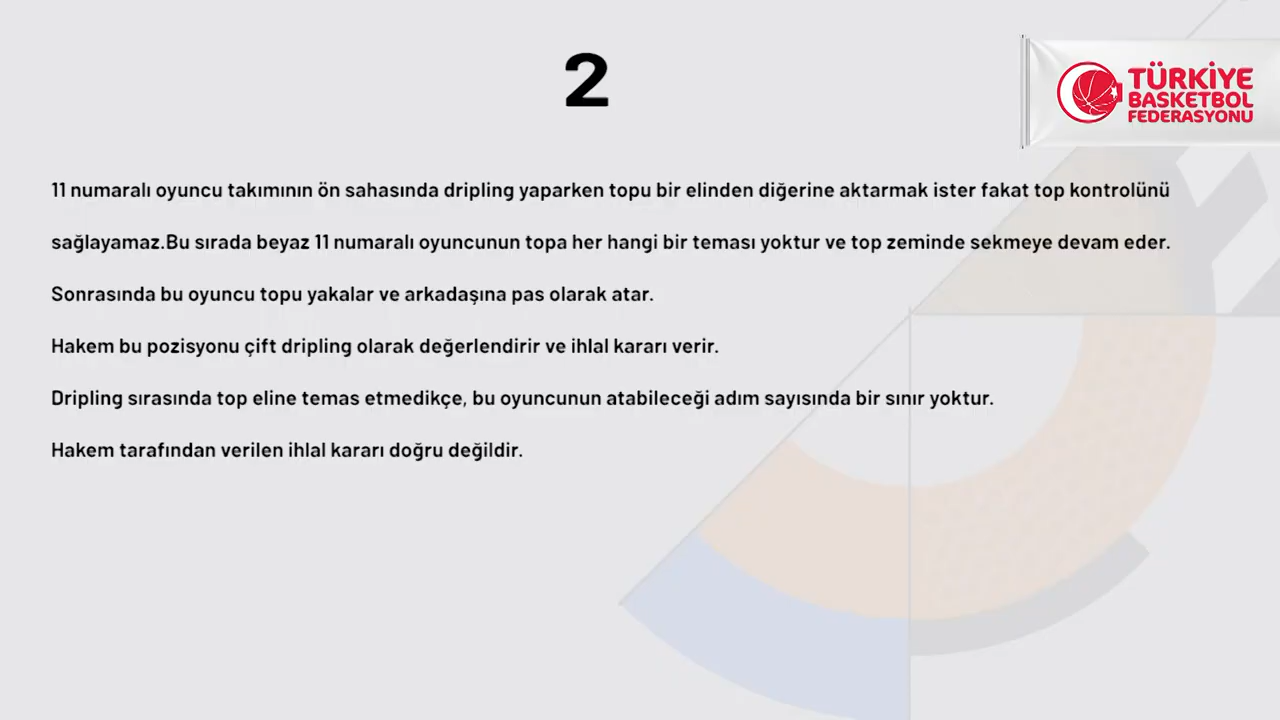 2
TÜRKİYE
BASKETBOL
FEDERASYONU
11 numaralı oyuncu takımının ön sahasında dripling yaparken topu bir elinden diğerine aktarmak ister fakat top kontrolünü
sağlayamaz.Bu sırada beyaz 11 numaralı oyuncunun topa her hangi bir teması yoktur ve top zeminde sekmeye devam eder.
Sonrasında bu oyuncu topu yakalar ve arkadaşına pas olarak atar.
Hakem bu pozisyonu çift dripling olarak değerlendirir ve ihlal kararı verir.
Dripling sırasında top eline temas etmedikçe, bu oyuncunun atabileceği adım sayısında bir sınır yoktur.
Hakem tarafından verilen ihlal kararı doğru değildir.